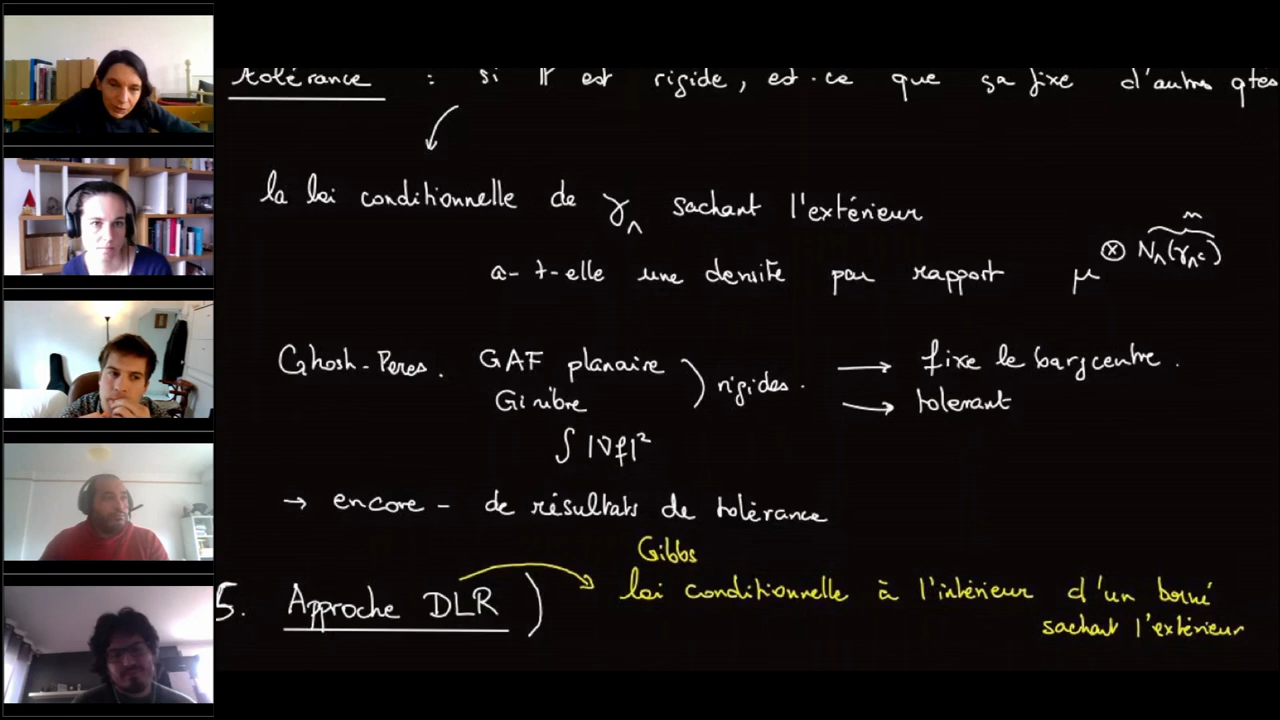 tolérance : si ℙ est rigide, est-ce que ça fixe d'autres qtés
la loi conditionnelle de γ_Λ sachant l'extérieur
a-t-elle une densité par rapport μ^{⊗ N_Λ(γ_{Λ^c})}
n
Ghosh-Peres. GAF planaire ) rigides. → fixe le barycentre.
Ginibre → tolerant
∫ |∇f|²
→ encore - de résultats de tolérance
Gibbs
5. Approche DLR ) loi conditionnelle à l'intérieur d'un borné
sachant l'extérieur